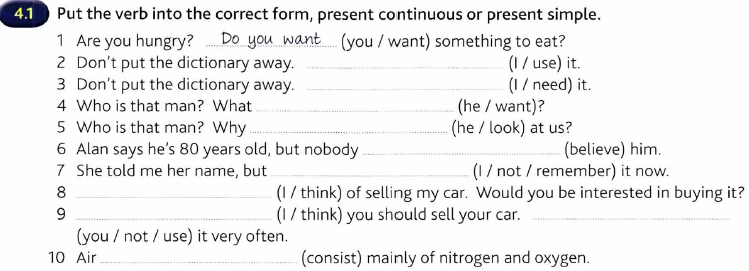 4.1 Put the verb into the correct form, present continuous or present simple.
1 Are you hungry? Do you want (you / want) something to eat?
2 Don't put the dictionary away. (I / use) it.
3 Don't put the dictionary away. (I / need) it.
4 Who is that man? What (he / want)?
5 Who is that man? Why (he / look) at us?
6 Alan says he's 80 years old, but nobody (believe) him.
7 She told me her name, but (I / not / remember) it now.
8 (I / think) of selling my car. Would you be interested in buying it?
9 (I / think) you should sell your car.
(you / not / use) it very often.
10 Air (consist) mainly of nitrogen and oxygen.